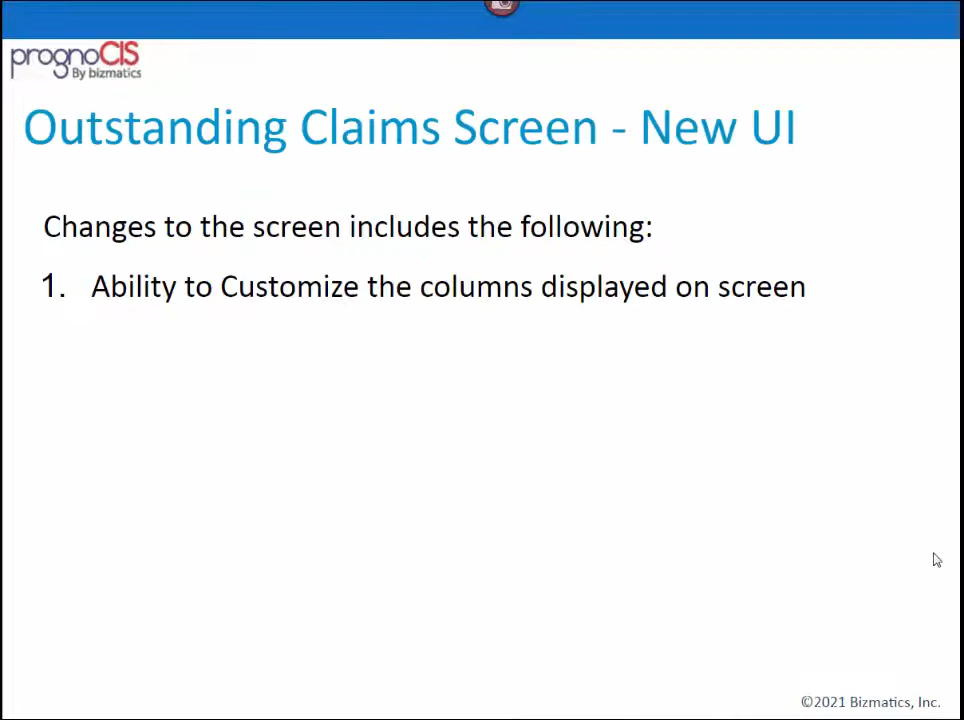 prognoCIS
By bizmatics
Outstanding Claims Screen - New UI
Changes to the screen includes the following:
1. Ability to Customize the columns displayed on screen
©2021 Bizmatics, Inc.